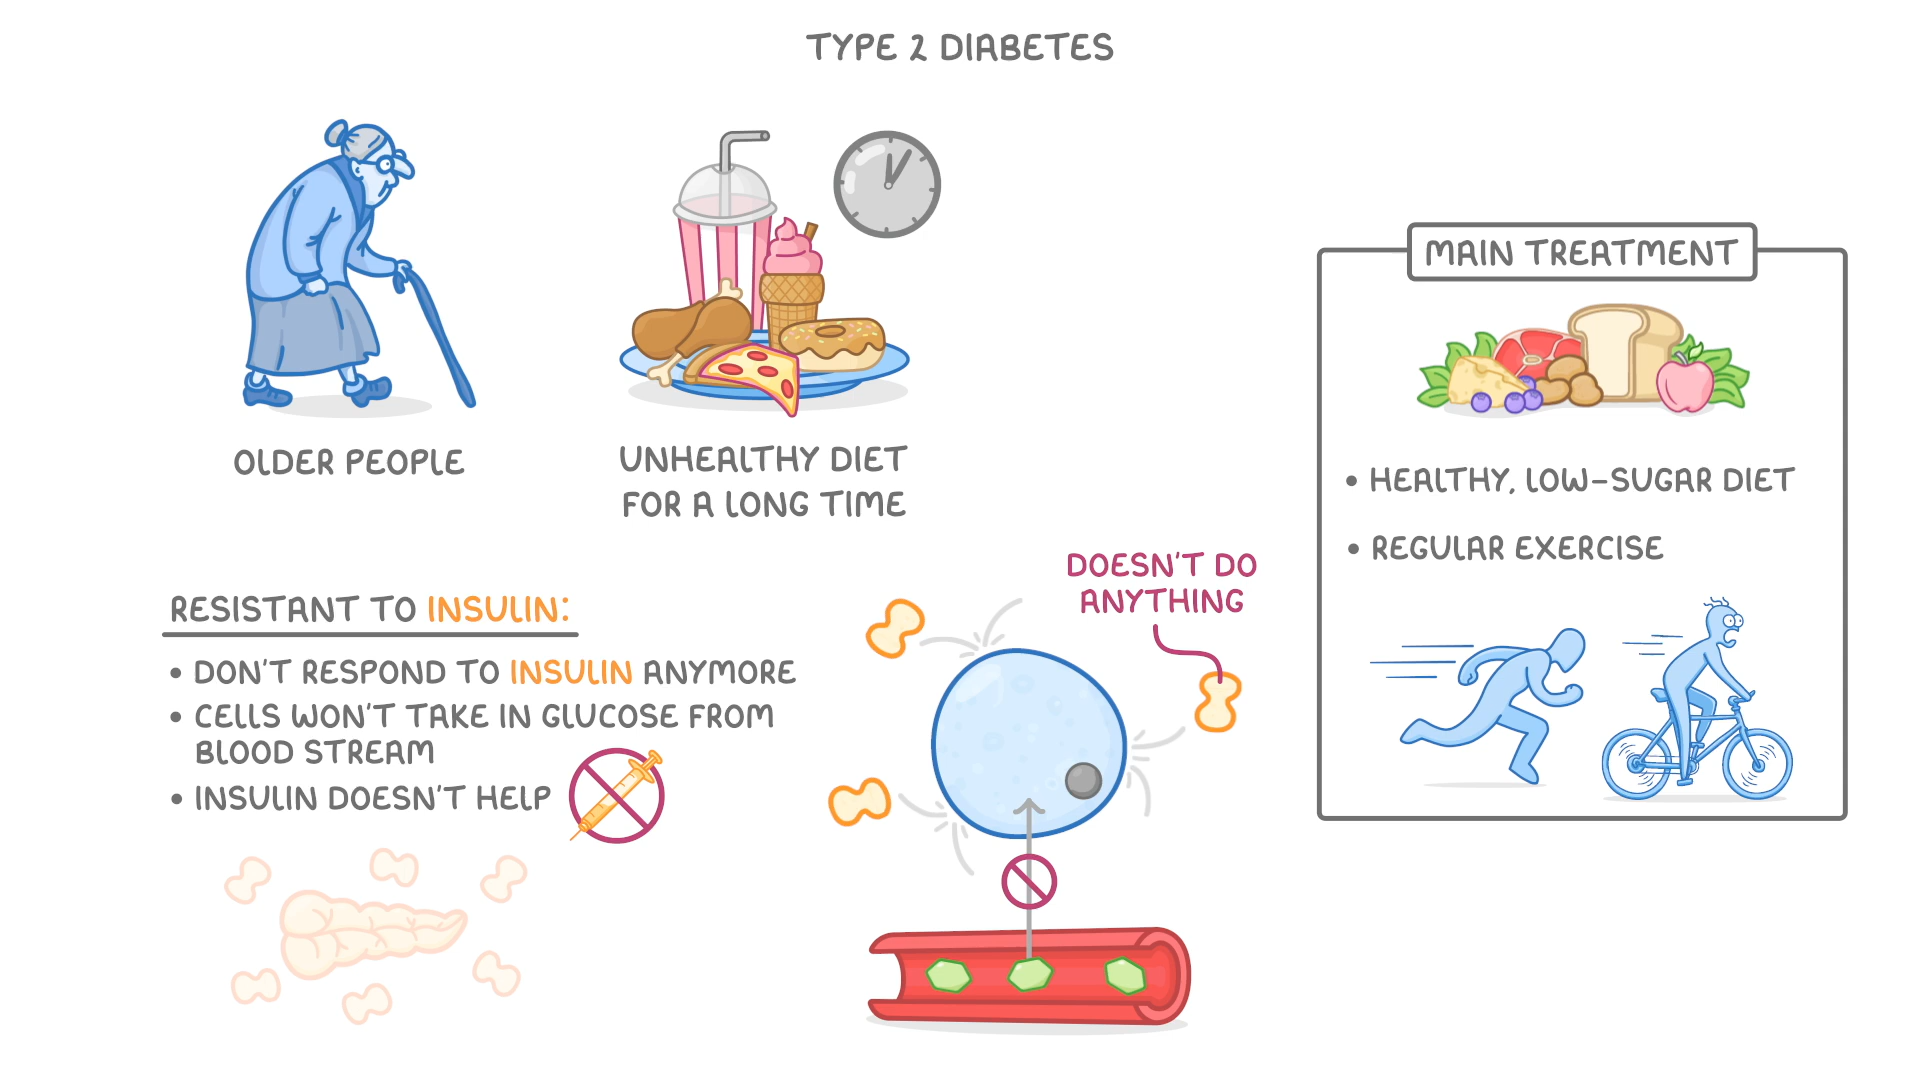 TYPE 2 DIABETES
OLDER PEOPLE
UNHEALTHY DIET
FOR A LONG TIME
RESISTANT TO INSULIN:
• DON'T RESPOND TO INSULIN ANYMORE
• CELLS WON'T TAKE IN GLUCOSE FROM
BLOOD STREAM
• INSULIN DOESN'T HELP
DOESN'T DO
ANYTHING
MAIN TREATMENT
• HEALTHY, LOW-SUGAR DIET
• REGULAR EXERCISE